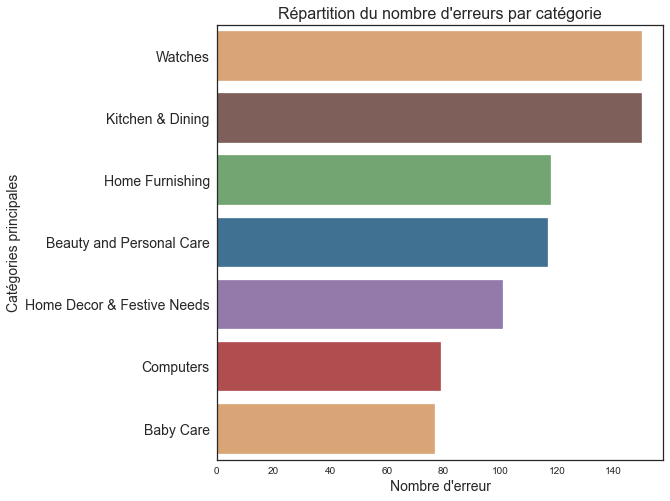 Répartition du nombre d'erreurs par catégorie
Catégories principales
Watches
Kitchen & Dining
Home Furnishing
Beauty and Personal Care
Home Decor & Festive Needs
Computers
Baby Care
0 20 40 60 80 100 120 140
Nombre d'erreur